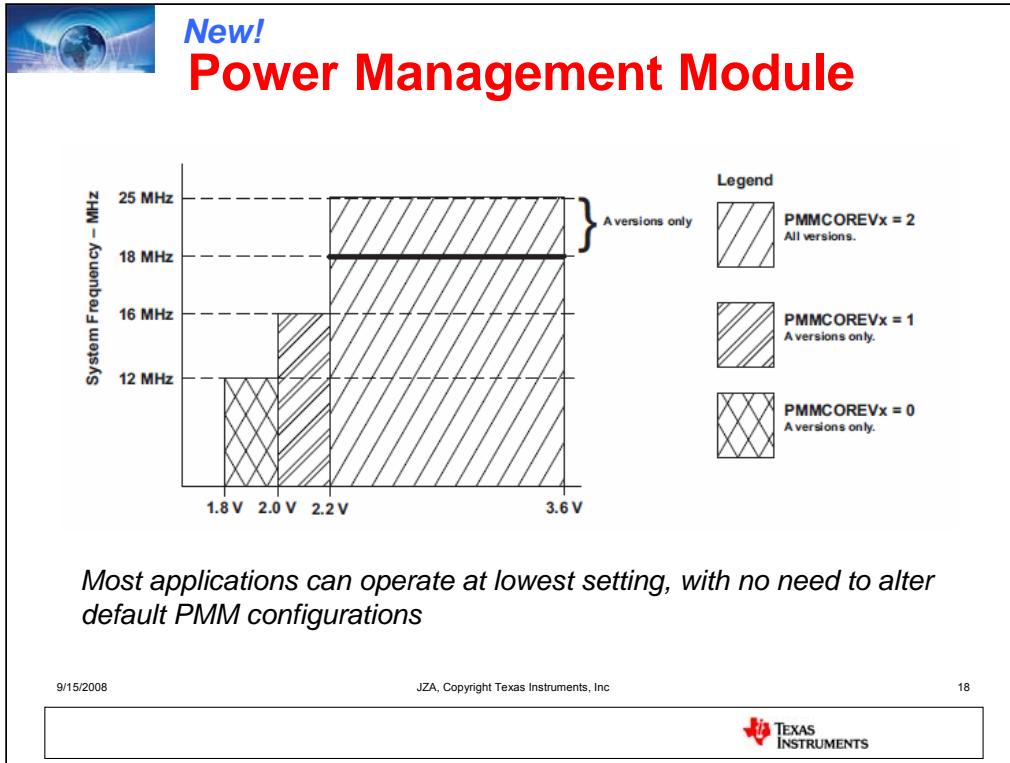 New!
Power Management Module
System Frequency – MHz
25 MHz
18 MHz
16 MHz
12 MHz
1.8 V
2.0 V
2.2 V
3.6 V
A versions only
Legend
PMMCOREVx = 2
All versions.
PMMCOREVx = 1
A versions only.
PMMCOREVx = 0
A versions only.
Most applications can operate at lowest setting, with no need to alter
default PMM configurations
9/15/2008
JZA, Copyright Texas Instruments, Inc
18
TEXAS
INSTRUMENTS